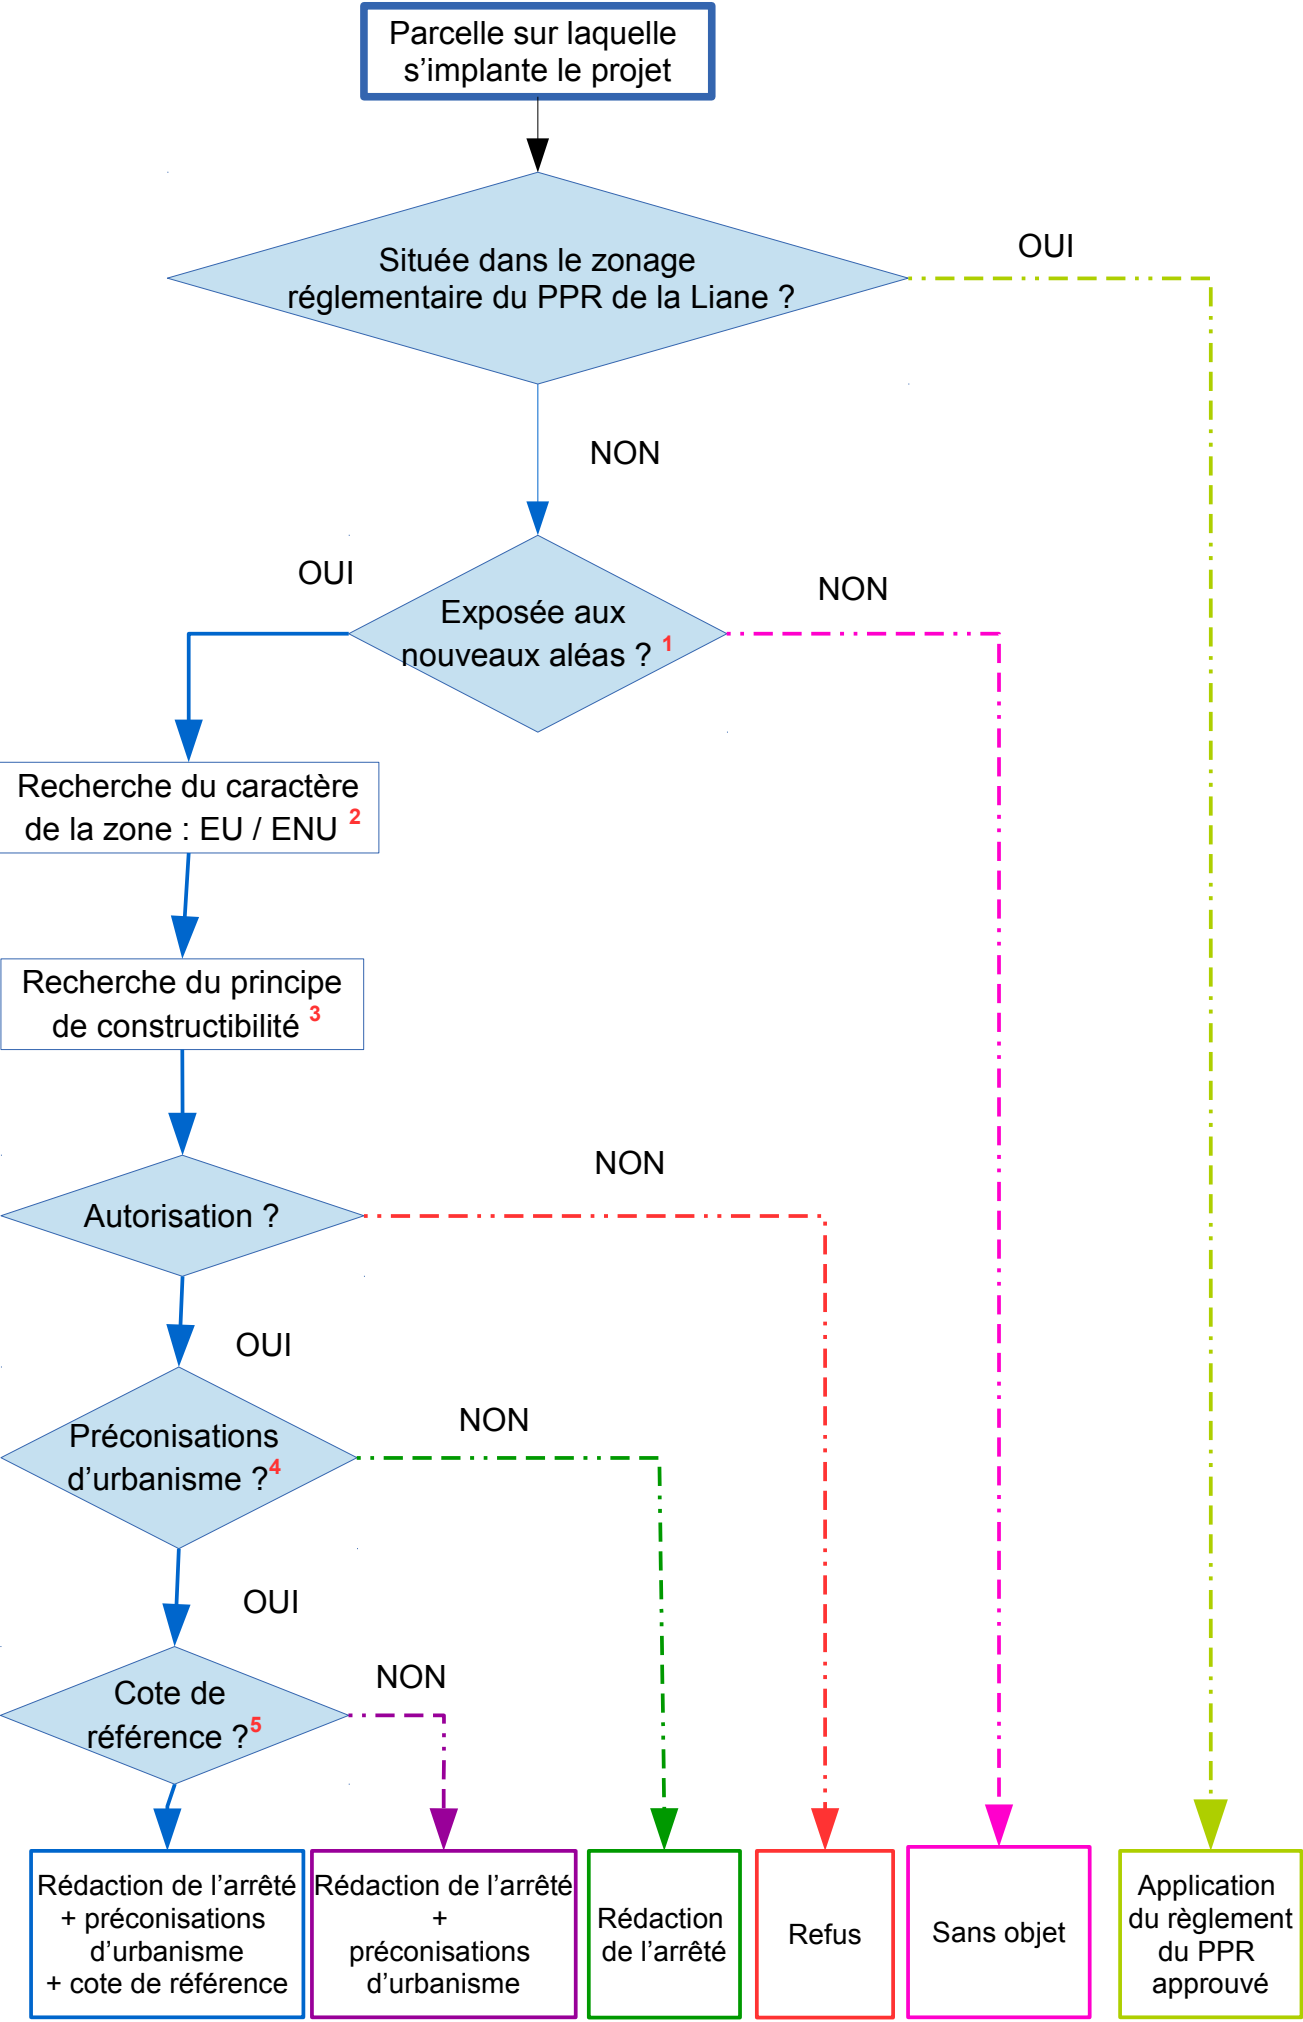 Parcelle sur laquelle
s’implante le projet
Située dans le zonage
réglementaire du PPR de la Liane ?
OUI
NON
Exposée aux
nouveaux aléas ? 1
OUI
NON
Recherche du caractère
de la zone : EU / ENU 2
Recherche du principe
de constructibilité 3
Autorisation ?
NON
OUI
Préconisations
d’urbanisme ?4
NON
OUI
Cote de
référence ?5
NON
Rédaction de l’arrêté
+ préconisations
d’urbanisme
+ cote de référence
Rédaction de l’arrêté
+
préconisations
d’urbanisme
Rédaction
de l’arrêté
Refus
Sans objet
Application
du règlement
du PPR
approuvé